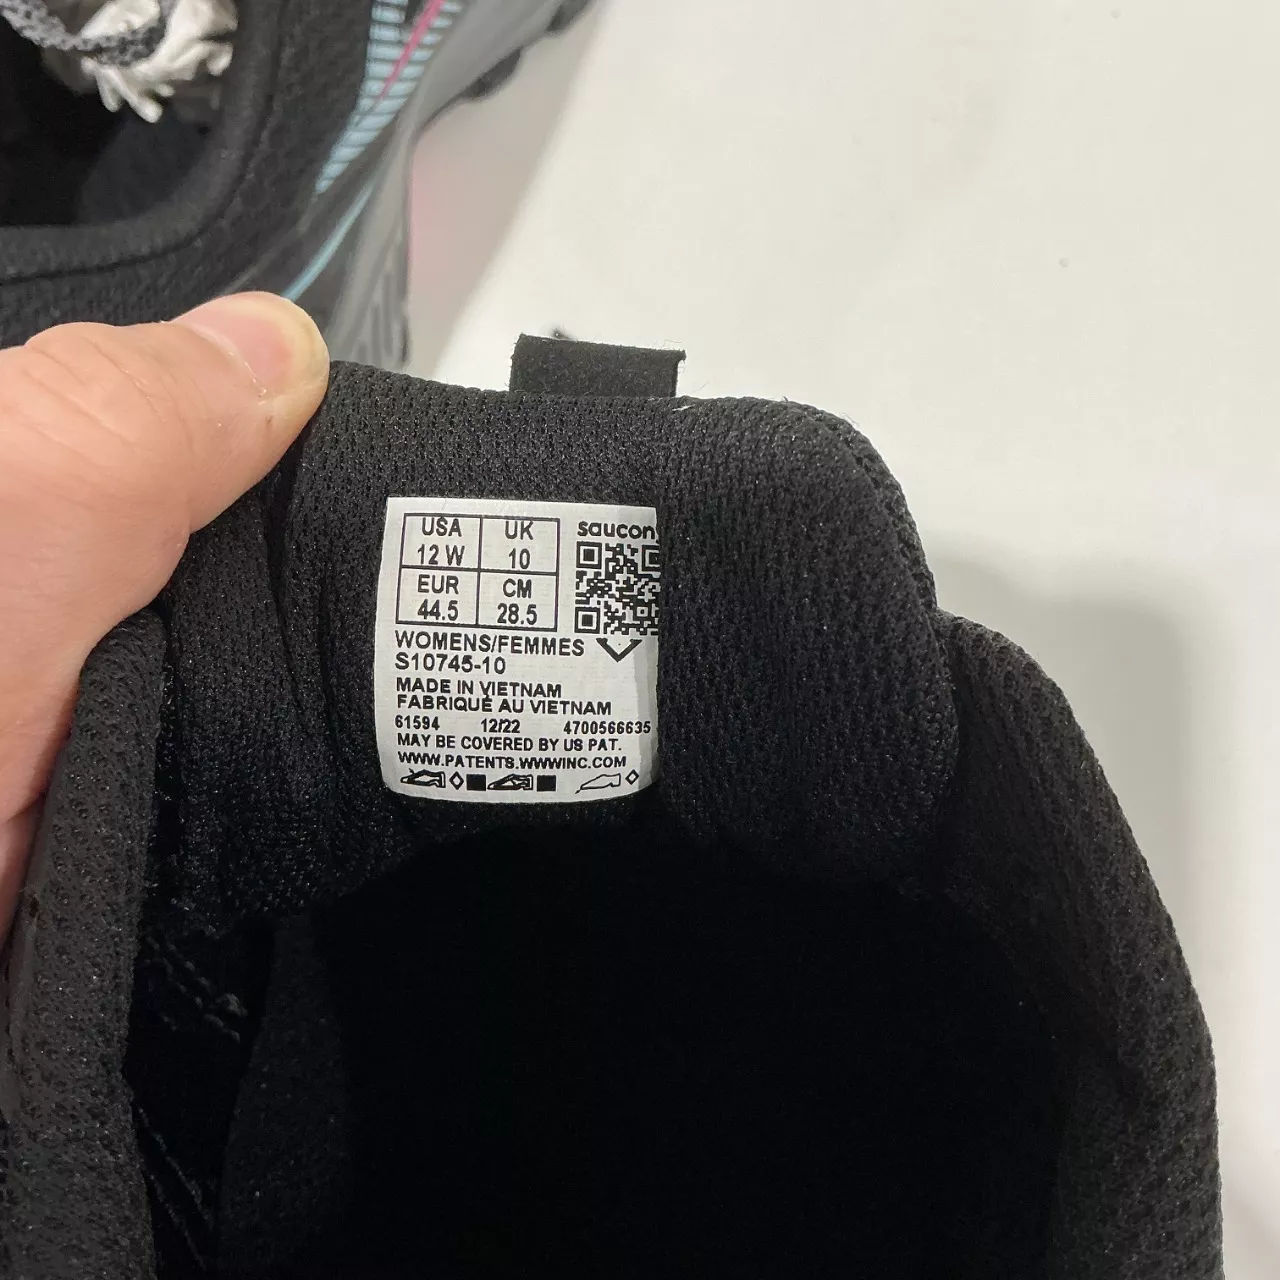 USA UK saucon
12 W 10
EUR CM
44.5 28.5
WOMENS/FEMMES
S10745-10
MADE IN VIETNAM
FABRIQUÉ AU VIETNAM
61594 12/22 4700566635
MAY BE COVERED BY US PAT.
WWW.PATENTS.WWWINC.COM